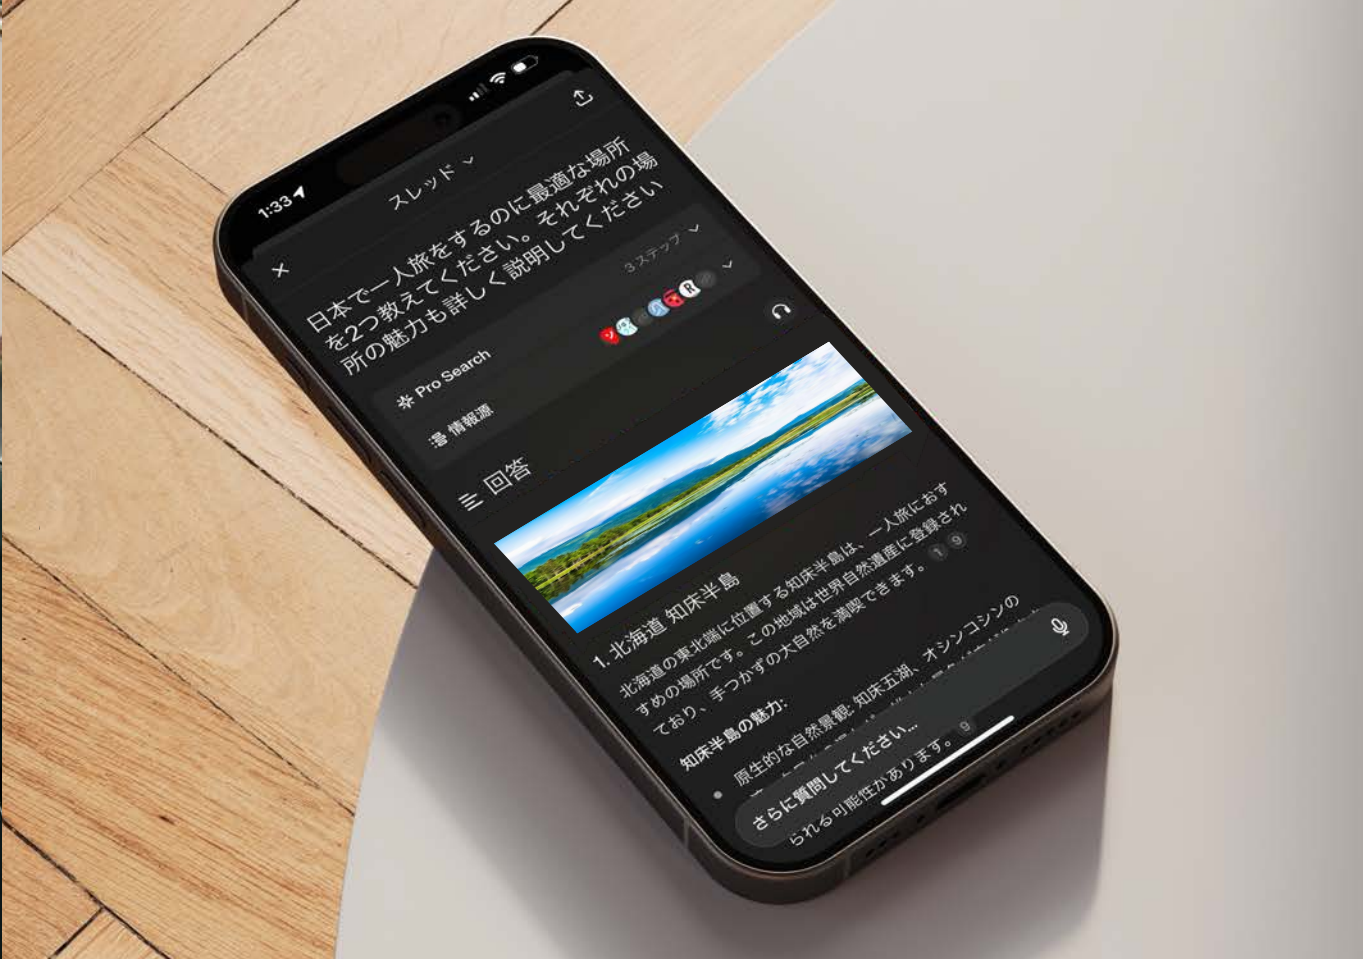 1:33
スレッド
日本で一人旅をするのに最適な場所
を2つ教えてください。それぞれの場
所の魅力も詳しく説明してください
Pro Search
3ステップ
情報源
R
回答
1. 北海道 知床半島
北海道の東北端に位置する知床半島は、一人旅におす
すめの場所です。この地域は世界自然遺産に登録され
ており、手つかずの大自然を満喫できます。 1 9
知床半島の魅力:
原生的な自然景観: 知床五湖、オシンコシンの
さらに質問してください...
られる可能性があります。 9